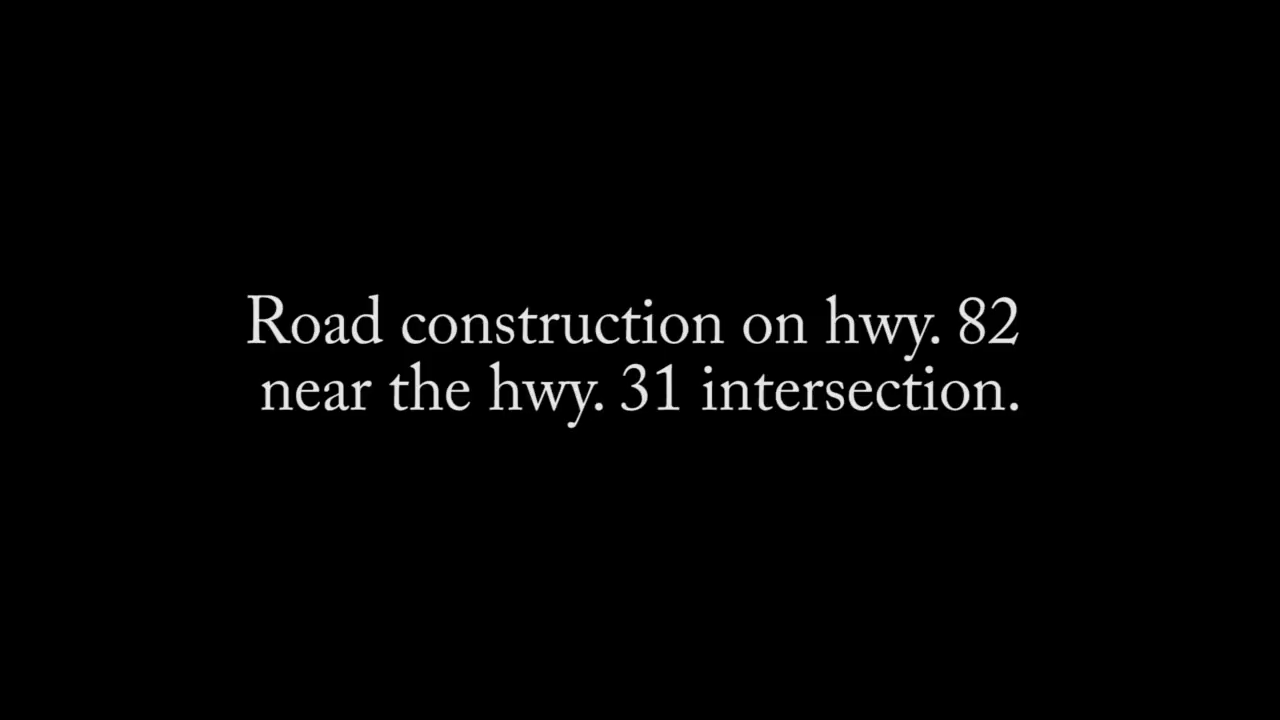 Road construction on hwy. 82
near the hwy. 31 intersection.